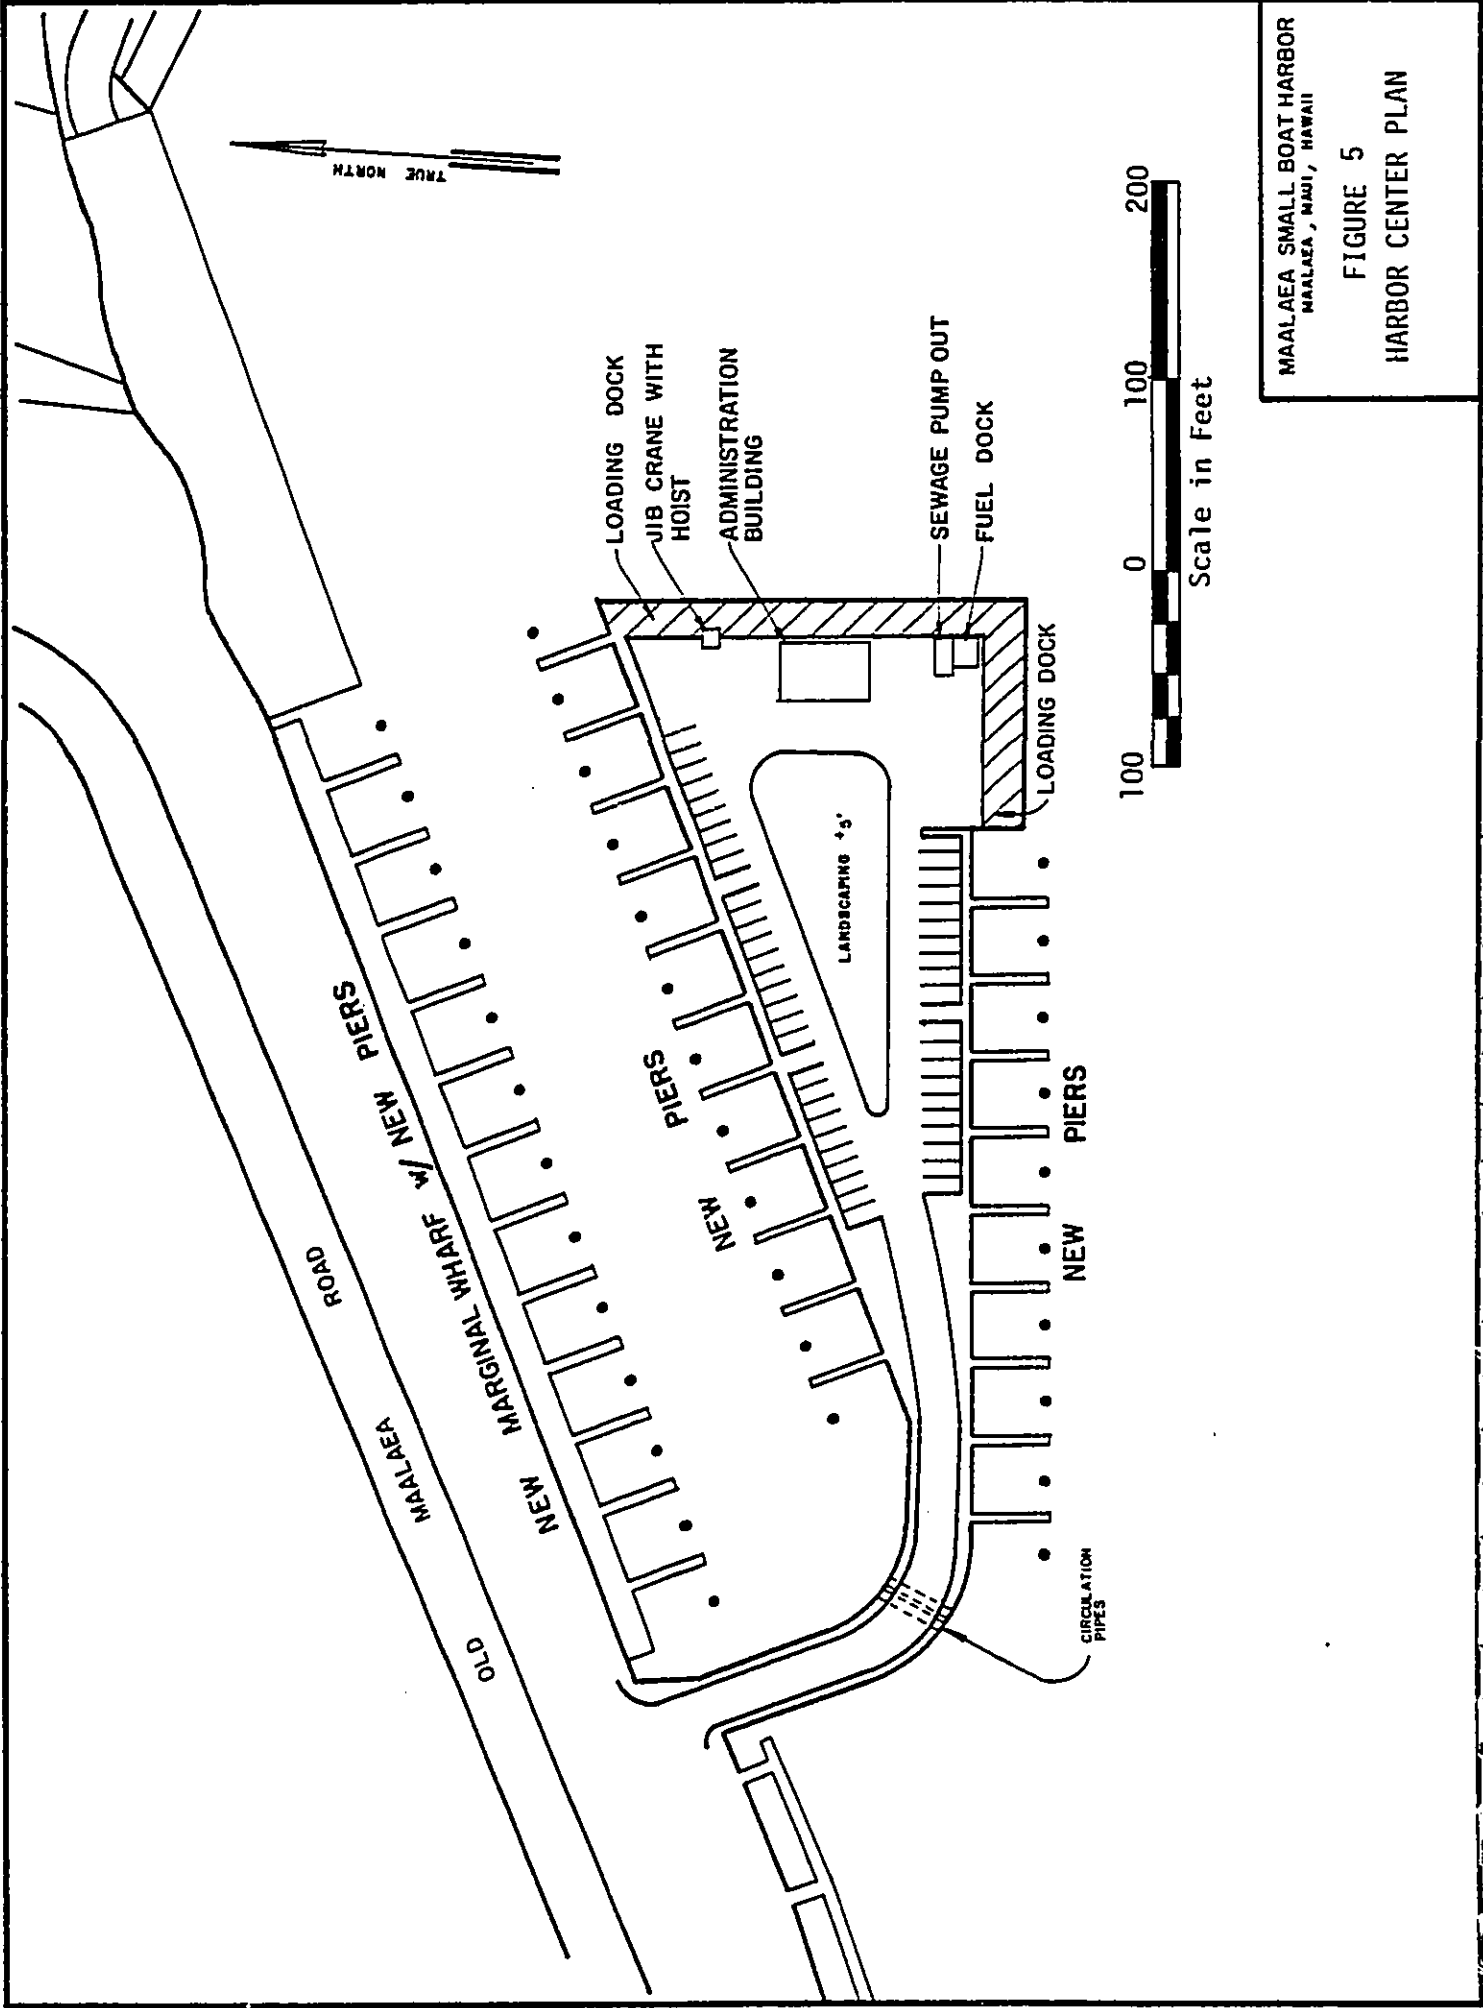 TRUE NORTH
LOADING DOCK
JIB CRANE WITH
HOIST
ADMINISTRATION
BUILDING
SEWAGE PUMP OUT
FUEL DOCK
LOADING DOCK
LANDSCAPING +5'
NEW MARGINAL WHARF W/ NEW PIERS
NEW PIERS
NEW PIERS
OLD MAALAEA ROAD
CIRCULATION
PIPES
100 0 100 200
Scale in Feet
MAALAEA SMALL BOAT HARBOR
MAALAEA, MAUI, HAWAII
FIGURE 5
HARBOR CENTER PLAN